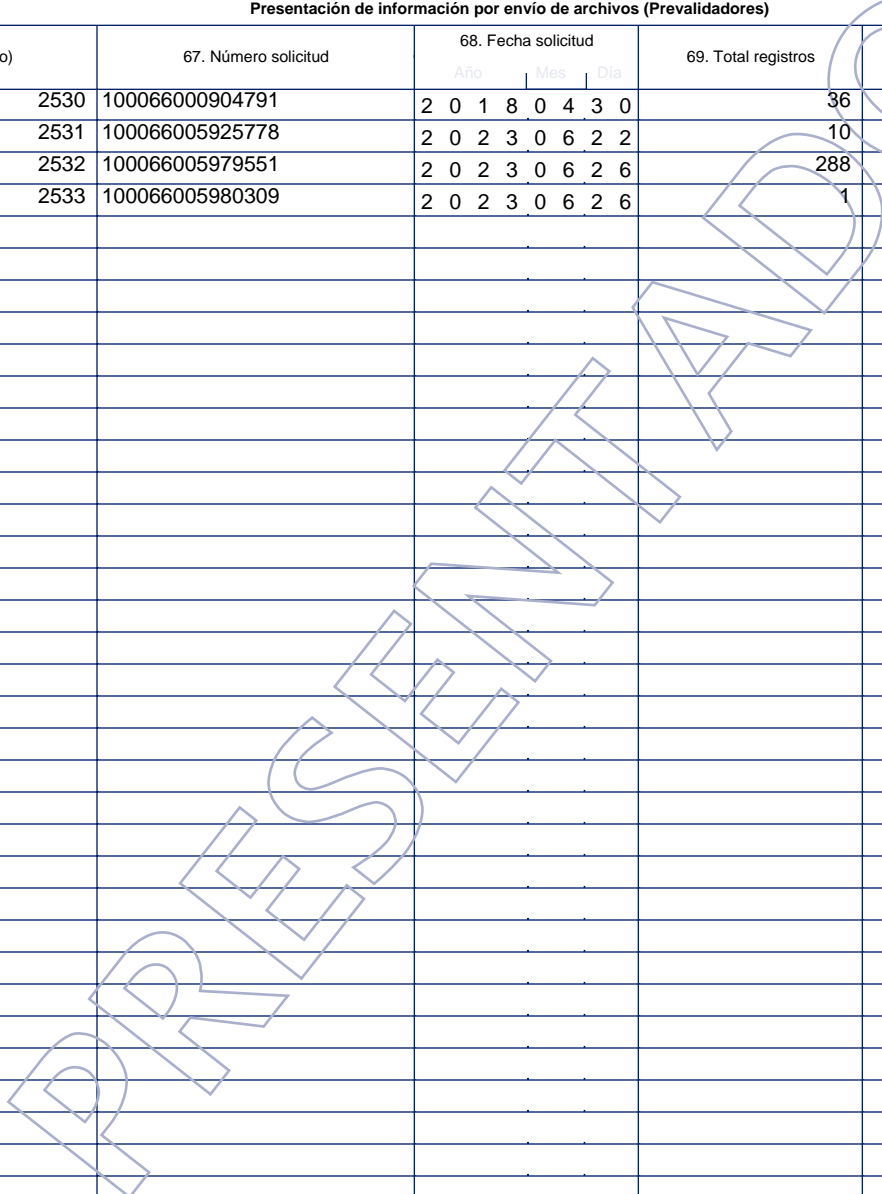 Presentación de información por envío de archivos (Prevalidadores)
o) 67. Número solicitud 68. Fecha solicitud 69. Total registros
Año Mes Día
2530 100066000904791 2 0 1 8 0 4 3 0 36
2531 100066005925778 2 0 2 3 0 6 2 2 10
2532 100066005979551 2 0 2 3 0 6 2 6 288
2533 100066005980309 2 0 2 3 0 6 2 6 1
PRESENTADO